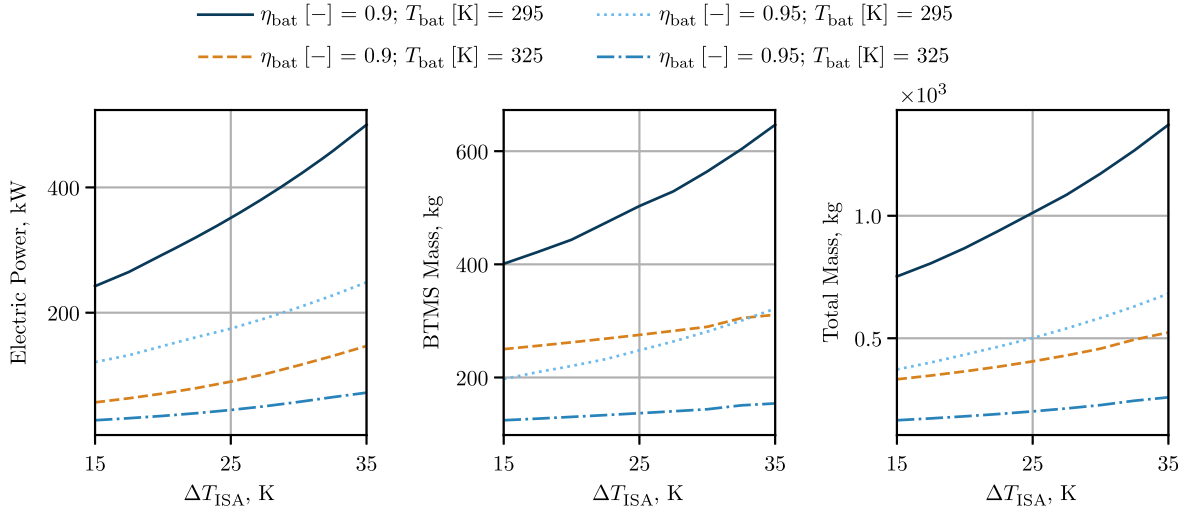 η_bat [−] = 0.9; T_bat [K] = 295
η_bat [−] = 0.95; T_bat [K] = 295
η_bat [−] = 0.9; T_bat [K] = 325
η_bat [−] = 0.95; T_bat [K] = 325
Electric Power, kW
400
200
15 25 35
ΔT_ISA, K
BTMS Mass, kg
600
400
200
15 25 35
ΔT_ISA, K
×10³
Total Mass, kg
1.0
0.5
15 25 35
ΔT_ISA, K